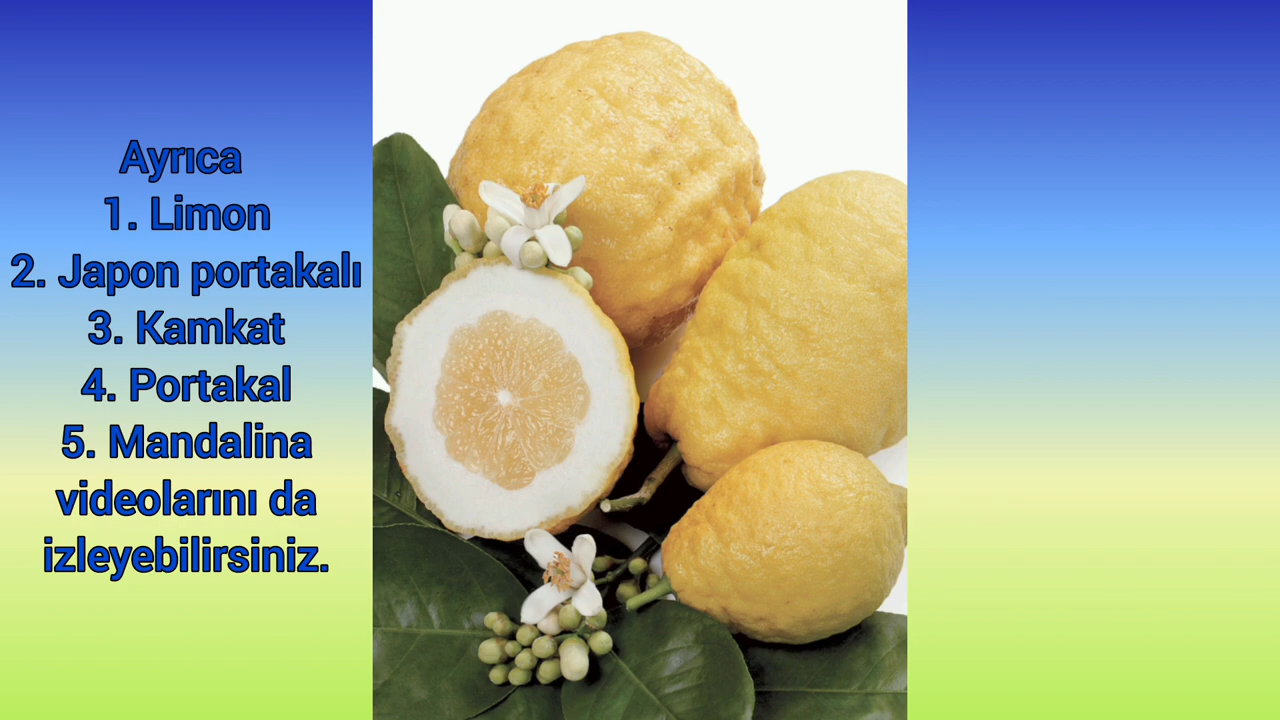 Ayrıca
1. Limon
2. Japon portakalı
3. Kamkat
4. Portakal
5. Mandalina
videolarını da
izleyebilirsiniz.